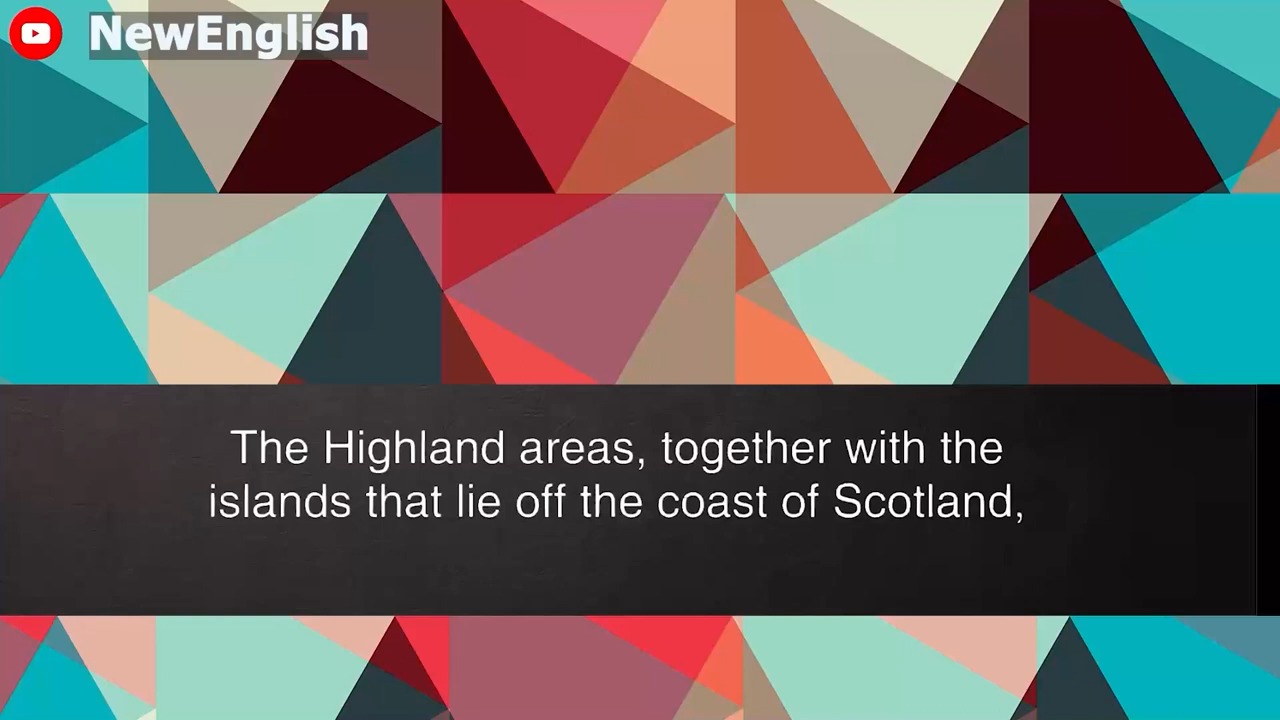 NewEnglish
The Highland areas, together with the
islands that lie off the coast of Scotland,